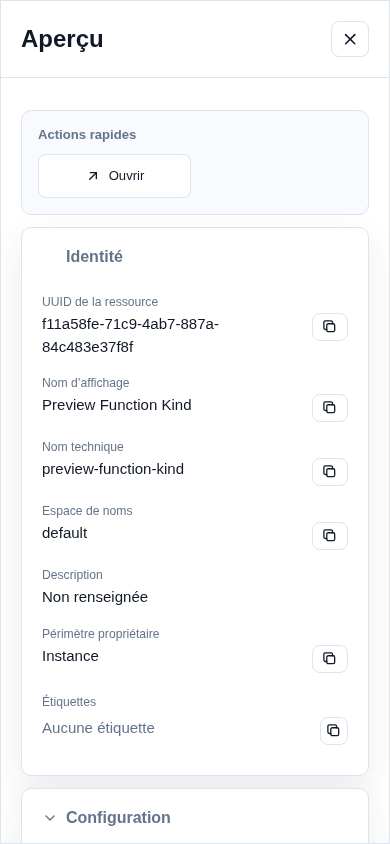 Aperçu
Actions rapides
Ouvrir
Identité
UUID de la ressource
f11a58fe-71c9-4ab7-887a-
84c483e37f8f
Nom d’affichage
Preview Function Kind
Nom technique
preview-function-kind
Espace de noms
default
Description
Non renseignée
Périmètre propriétaire
Instance
Étiquettes
Aucune étiquette
Configuration